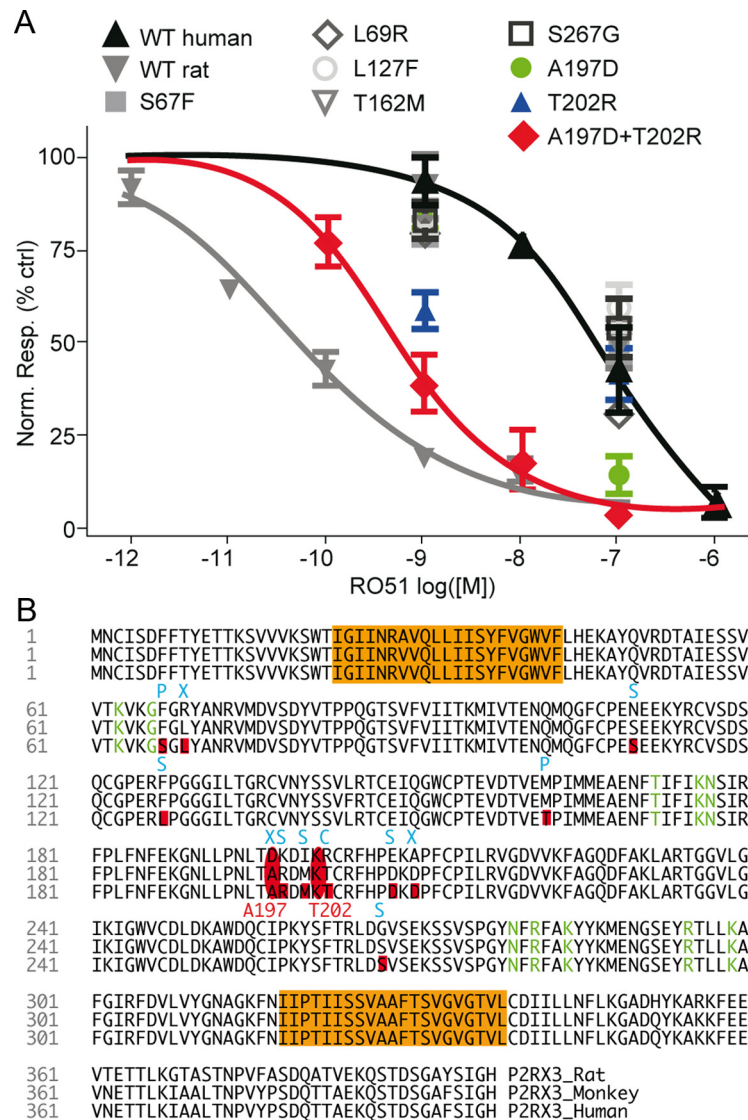 A
WT human
WT rat
S67F
L69R
L127F
T162M
S267G
A197D
T202R
A197D+T202R
Norm. Resp. (% ctrl)
100
75
50
25
0
-12 -11 -10 -9 -8 -7 -6
RO51 log([M])
B
1 MNCISDFFTYETTKSVVVKSWTIGIINRAVQLLIISYFVGWVFLHEKAYQVRDTAIESSV
1 MNCISDFFTYETTKSVVVKSWTIGIINRVVQLLIISYFVGWVFLHEKAYQVRDTAIESSV
1 MNCISDFFTYETTKSVVVKSWTIGIINRVVQLLIISYFVGWVFLHEKAYQVRDTAIESSV
P X S
61 VTKVKGFGRYANRVMDVSDYVTPPQGTSVFVIITKMIVTENQMQGFCPENEEKYRCVSDS
61 VTKVKGFGLYANRVMDVSDYVTPPQGTSVFVIITKMIVTENQMQGFCPESEEKYRCVSDS
61 VTKVKGSGLYANRVMDVSDYVTPPQGTSVFVIITKMIVTENQMQGFCPESEEKYRCVSDS
S P
121 QCGPERFPGGGILTGRCVNYSSVLRTCEIQGWCPTEVDTVEMPIMMEAENFTIFIKNSIR
121 QCGPERFPGGGILTGRCVNYSSVFRTCEIQGWCPTEVDTVEMPIMMEAENFTIFIKNSIR
121 QCGPERLPGGGILTGRCVNYSSVLRTCEIQGWCPTEVDTVETPIMMEAENFTIFIKNSIR
X S S C S X
181 FPLFNFEKGNLLPNLTDKDIKRCRFHPEKAPFCPILRVGDVVKFAGQDFAKLARTGGVLG
181 FPLFNFEKGNLLPNLTARDMKTCRFHPDKDPFCPILRVGDVVKFAGQDFAKLARTGGVLG
181 FPLFNFEKGNLLPNLTARDMKTCRFHPDKDPFCPILRVGDVVKFAGQDFAKLARTGGVLG
A197 T202 S
241 IKIGWVCDLDKAWDQCIPKYSFTRLDGVSEKSSVSPGYNFRFAKYYKMENGSEYRTLLKA
241 IKIGWVCDLDKAWDQCIPKYSFTRLDSVSEKSSVSPGYNFRFAKYYKMENGSEYRTLLKA
241 IKIGWVCDLDKAWDQCIPKYSFTRLDSVSEKSSVSPGYNFRFAKYYKMENGSEYRTLLKA
301 FGIRFDVLVYGNAGKFNIIPTIISSVAAFTSVGVGTVLCDIILLNFLKGADHYKARKFEE
301 FGIRFDVLVYGNAGKFNIIPTIISSVAAFTSVGVGTVLCDIILLNFLKGADQYKAKKFEE
301 FGIRFDVLVYGNAGKFNIIPTIISSVAAFTSVGVGTVLCDIILLNFLKGADQYKAKKFEE
361 VTETTLKGTASTNPVFASDQATVEKQSTDSGAYSIGH P2RX3_Rat
361 VNETTLKIAALTNPVYPSDQTTAEKQSTDSGAFSIGH P2RX3_Monkey
361 VNETTLKIAALTNPVYPSDQTTAEKQSTDSGAFSIGH P2RX3_Human